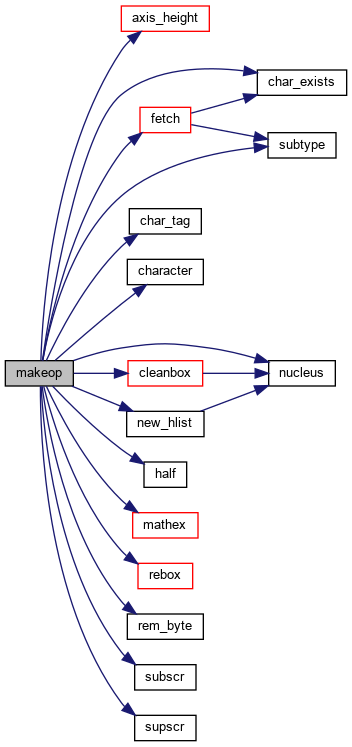 axis_height
char_exists
fetch
subtype
char_tag
character
makeop
cleanbox
nucleus
new_hlist
half
mathex
rebox
rem_byte
subscr
supscr